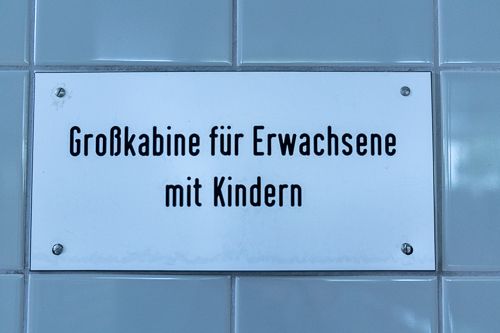 Großkabine für Erwachsene
mit Kindern